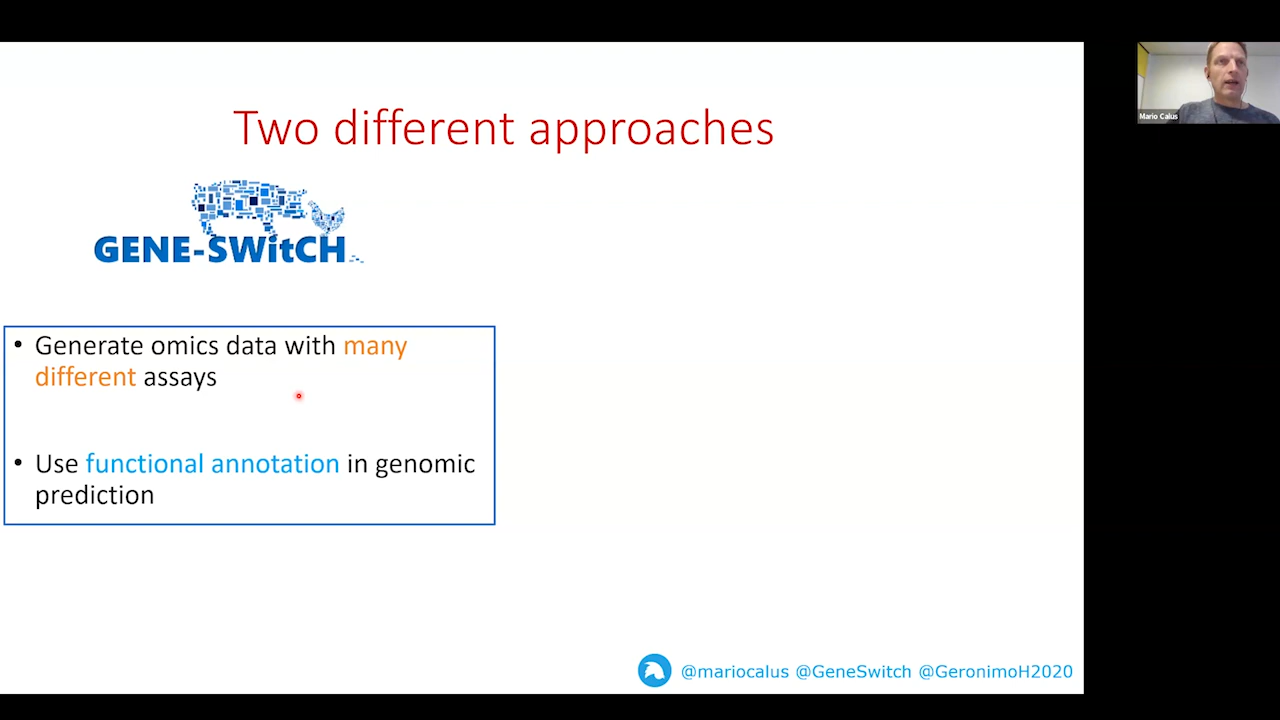 Two different approaches
GENE-SWitCH
• Generate omics data with many
different assays
• Use functional annotation in genomic
prediction
@mariocalus @GeneSwitch @GeronimoH2020
Mario Calus